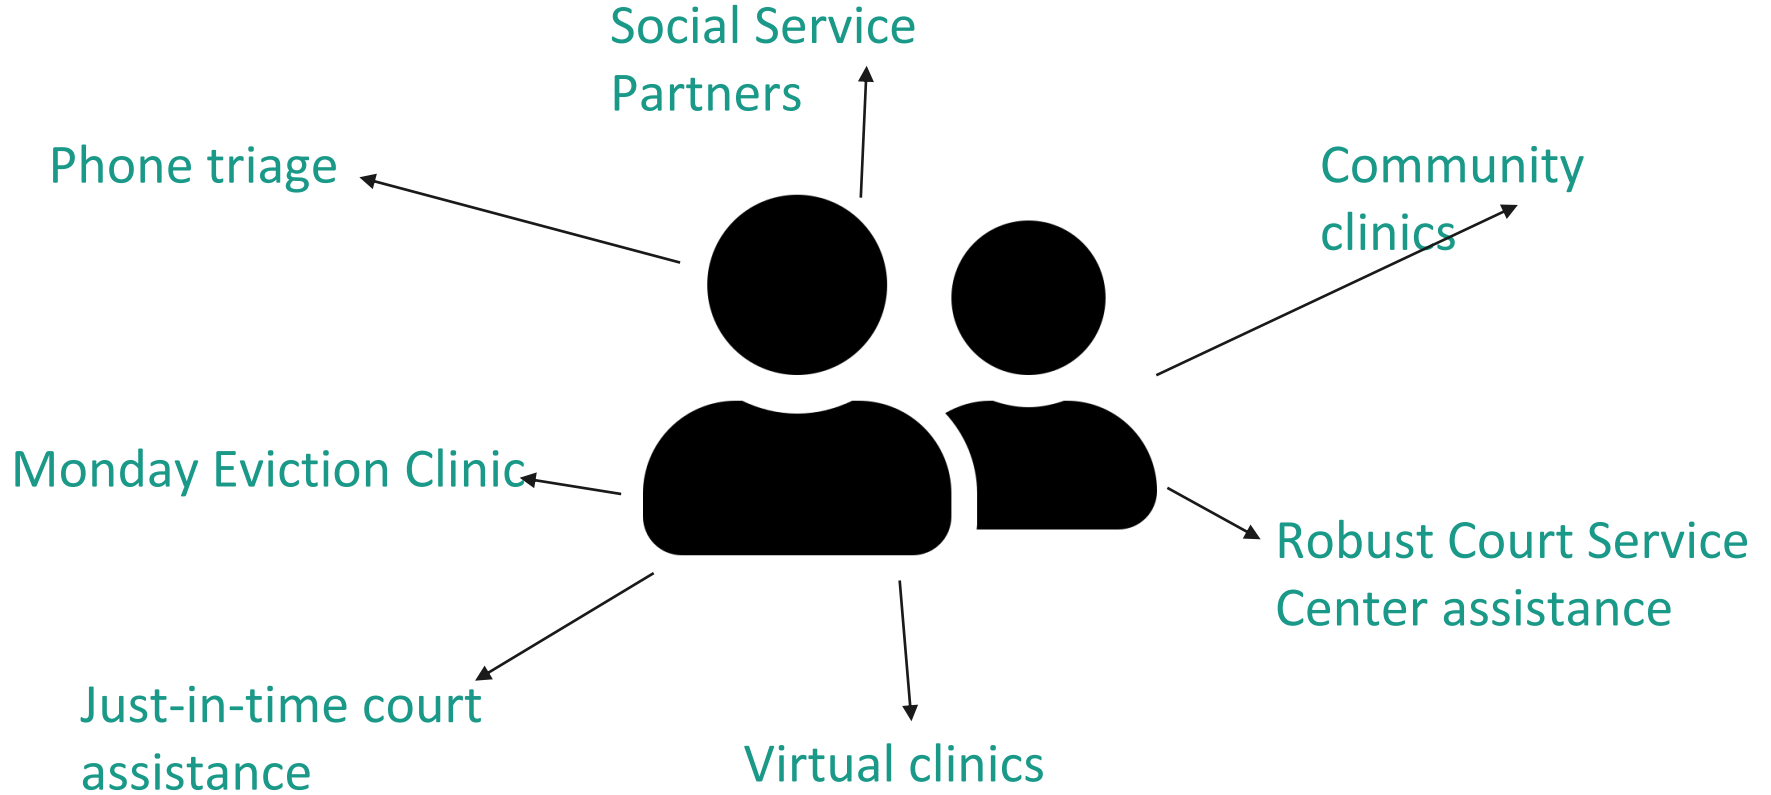 Social Service
Partners
Phone triage
Community
clinics
Monday Eviction Clinic
Robust Court Service
Center assistance
Just-in-time court
assistance
Virtual clinics